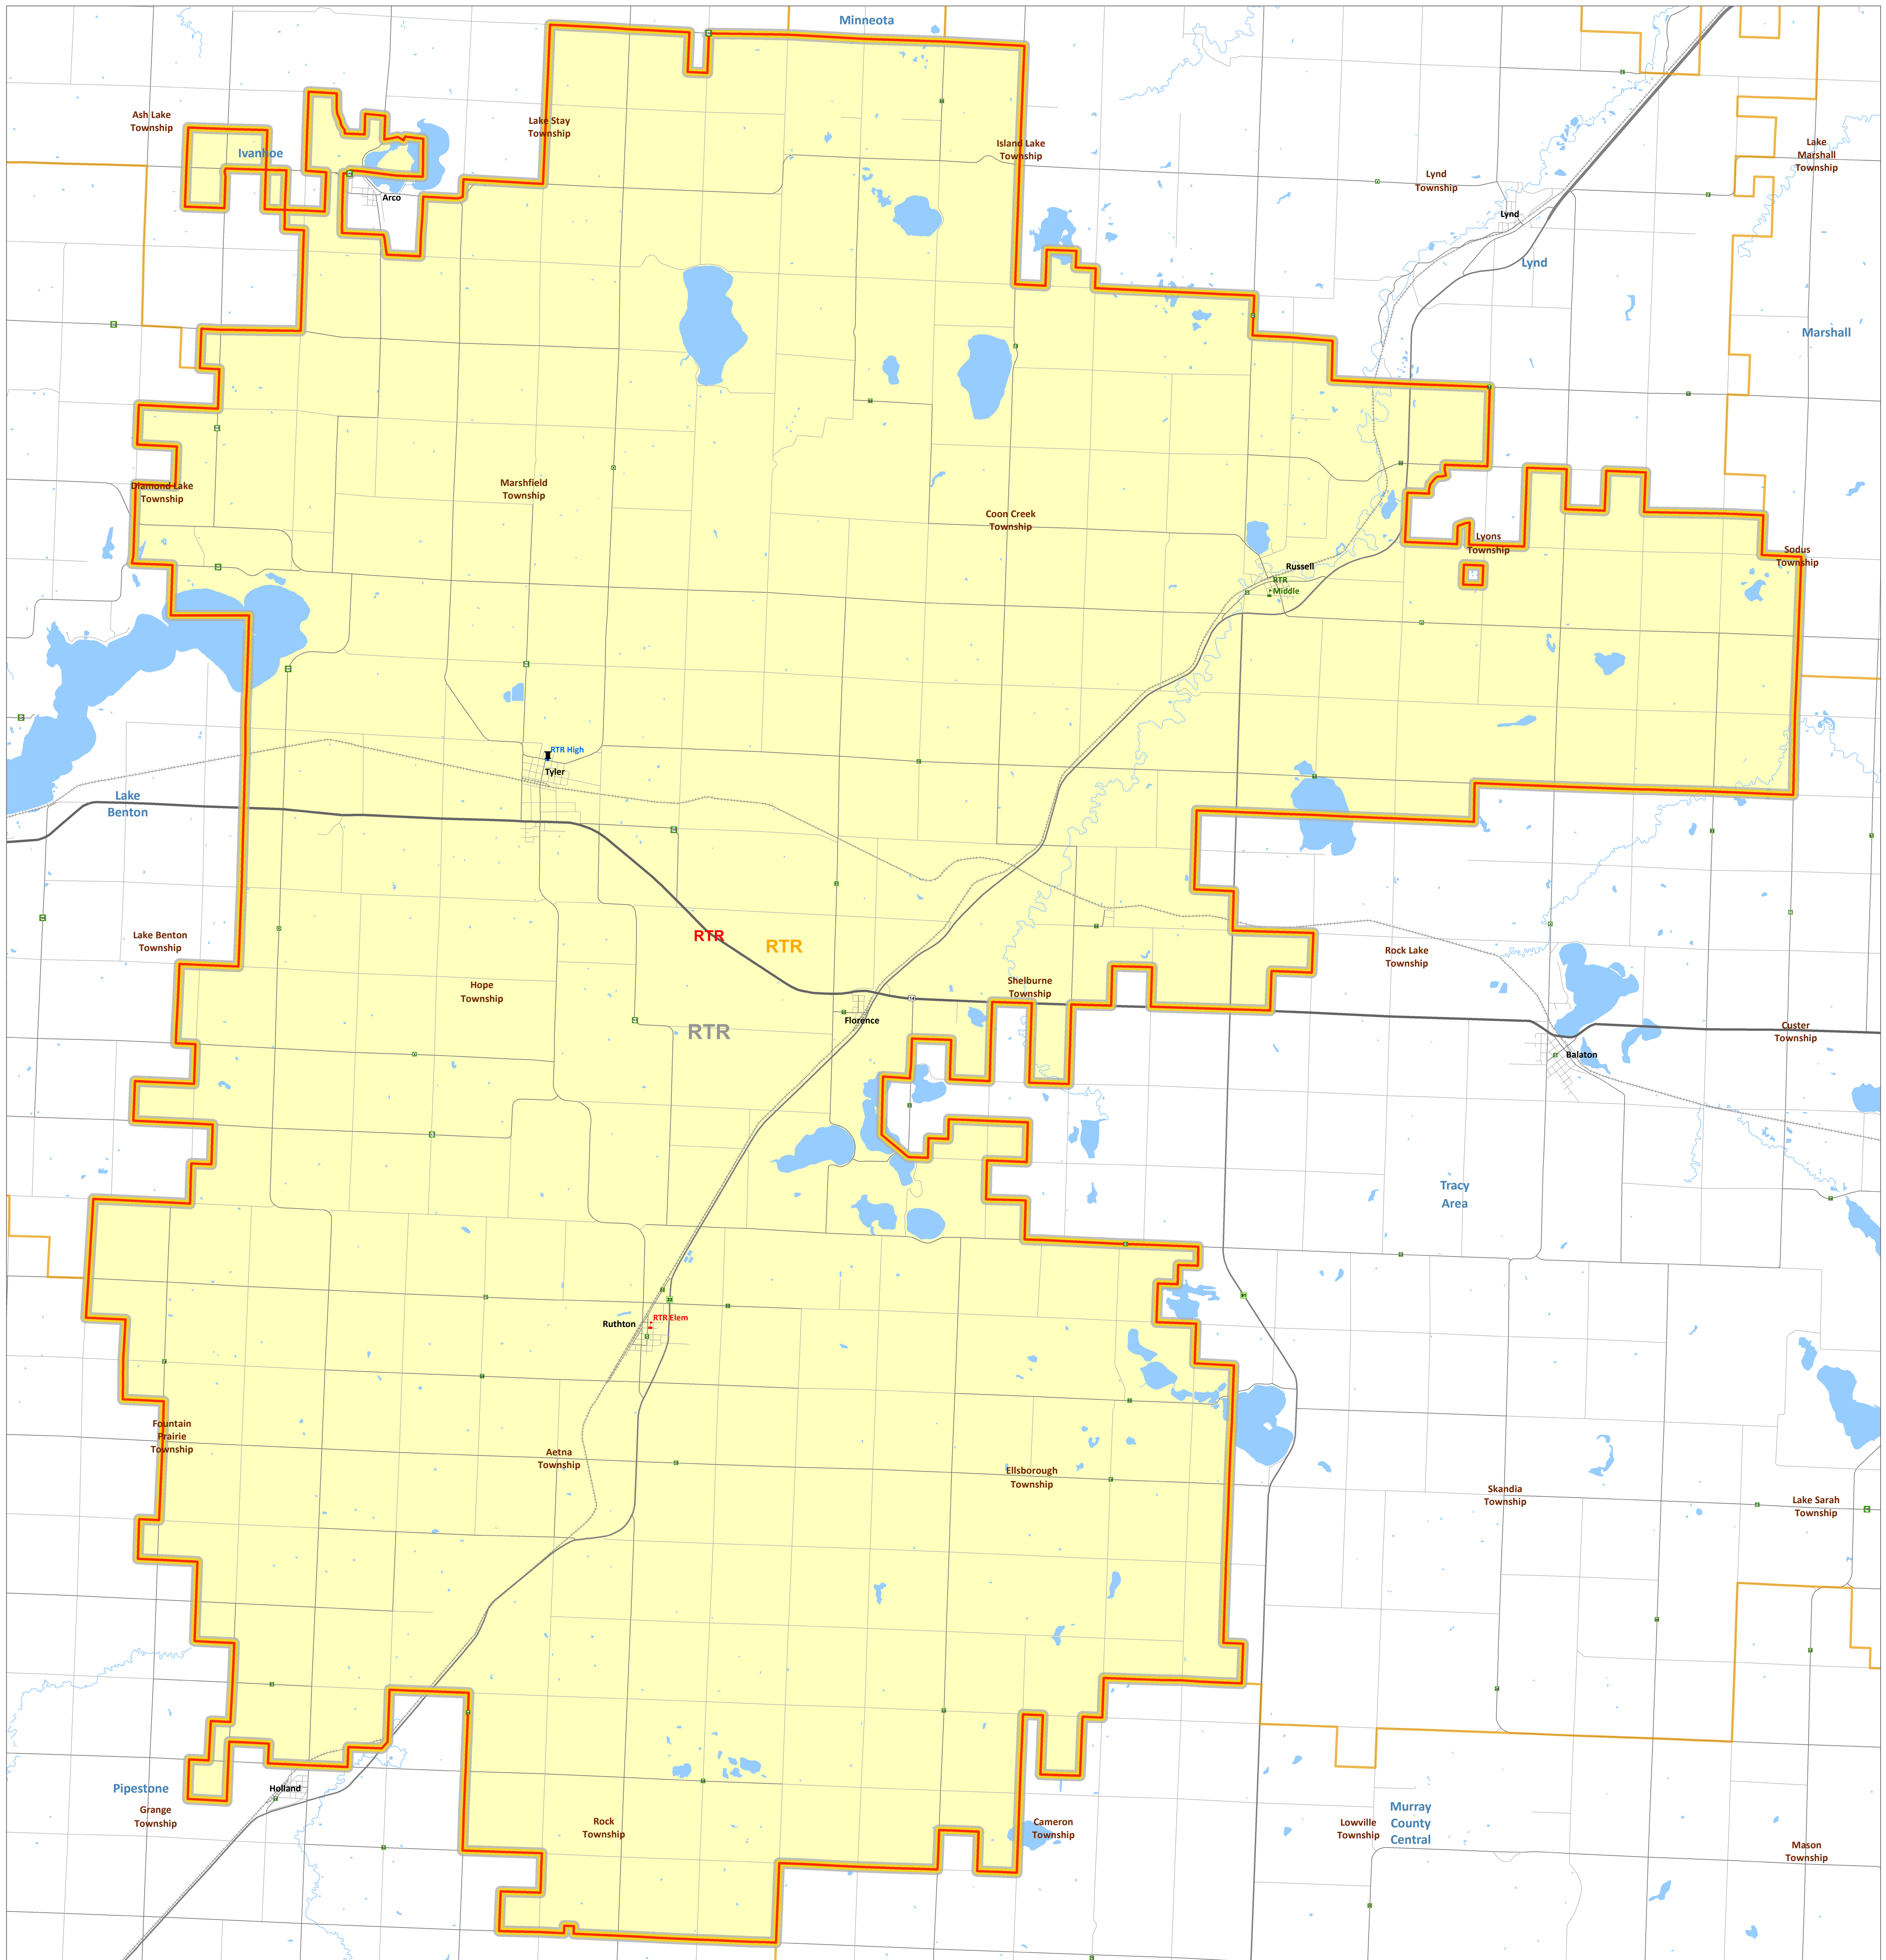 Minneota
Ash Lake
Township
Lake Stay
Township
Ivanhoe
Island Lake
Township
Lake
Marshall
Township
Lynd
Township
Arco
Lynd
Lynd
Marshall
Diamond Lake
Township
Marshfield
Township
Coon Creek
Township
Lyons
Township
Sodus
Township
Russell
RTR
Middle
RTR High
Tyler
Lake
Benton
Lake Benton
Township
RTR
RTR
Rock Lake
Township
Hope
Township
Shelburne
Township
14
Florence
RTR
Custer
Township
Balaton
Tracy
Area
91
23
Ruthton
RTR Elem
Fountain
Prairie
Township
Aetna
Township
Ellsborough
Township
Skandia
Township
Lake Sarah
Township
Pipestone
Holland
Grange
Township
Rock
Township
Cameron
Township
Lowville
Township
Murray
County
Central
Mason
Township